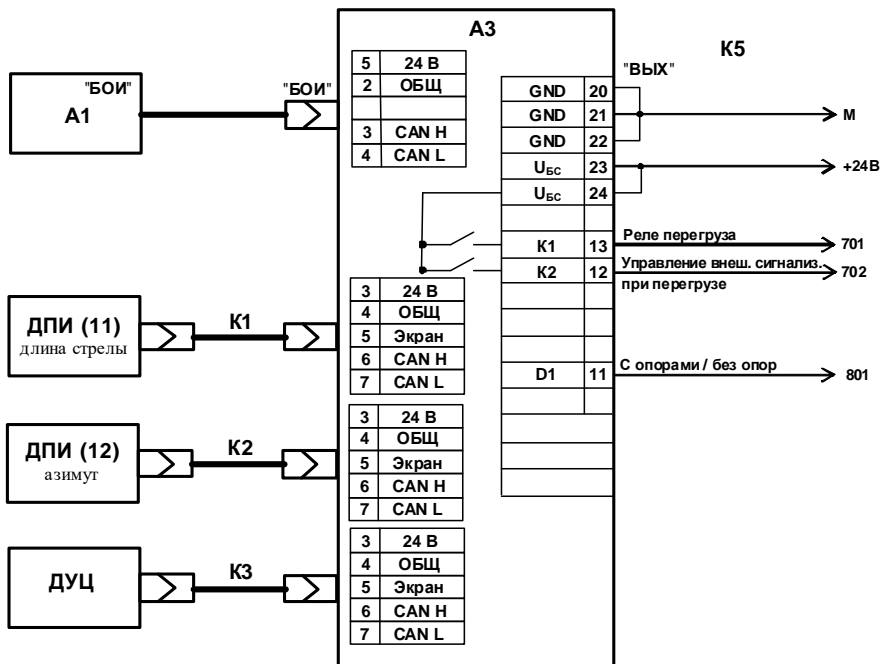 А3
К5
"БОИ"
А1
"БОИ"
5 24 В
2 ОБЩ
3 CAN H
4 CAN L
"ВЫХ"
GND 20
GND 21
GND 22
UБС 23
UБС 24
К1 13
К2 12
D1 11
М
+24В
Реле перегруза
701
Управление внеш. сигнализ.
при перегрузе
702
С опорами / без опор
801
ДПИ (11)
длина стрелы
К1
3 24 В
4 ОБЩ
5 Экран
6 CAN H
7 CAN L
ДПИ (12)
азимут
К2
3 24 В
4 ОБЩ
5 Экран
6 CAN H
7 CAN L
ДУЦ
К3
3 24 В
4 ОБЩ
5 Экран
6 CAN H
7 CAN L